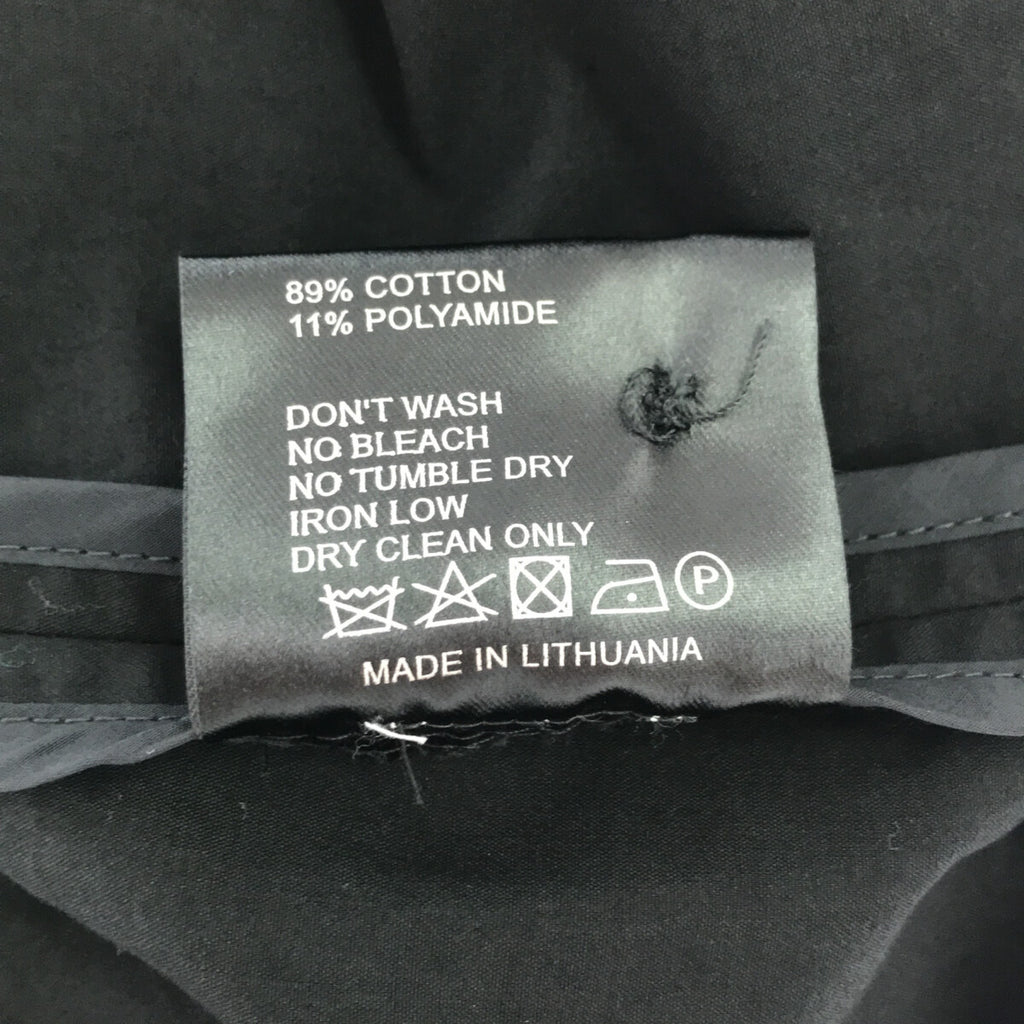 89% COTTON
11% POLYAMIDE
DON'T WASH
NO BLEACH
NO TUMBLE DRY
IRON LOW
DRY CLEAN ONLY
P
MADE IN LITHUANIA